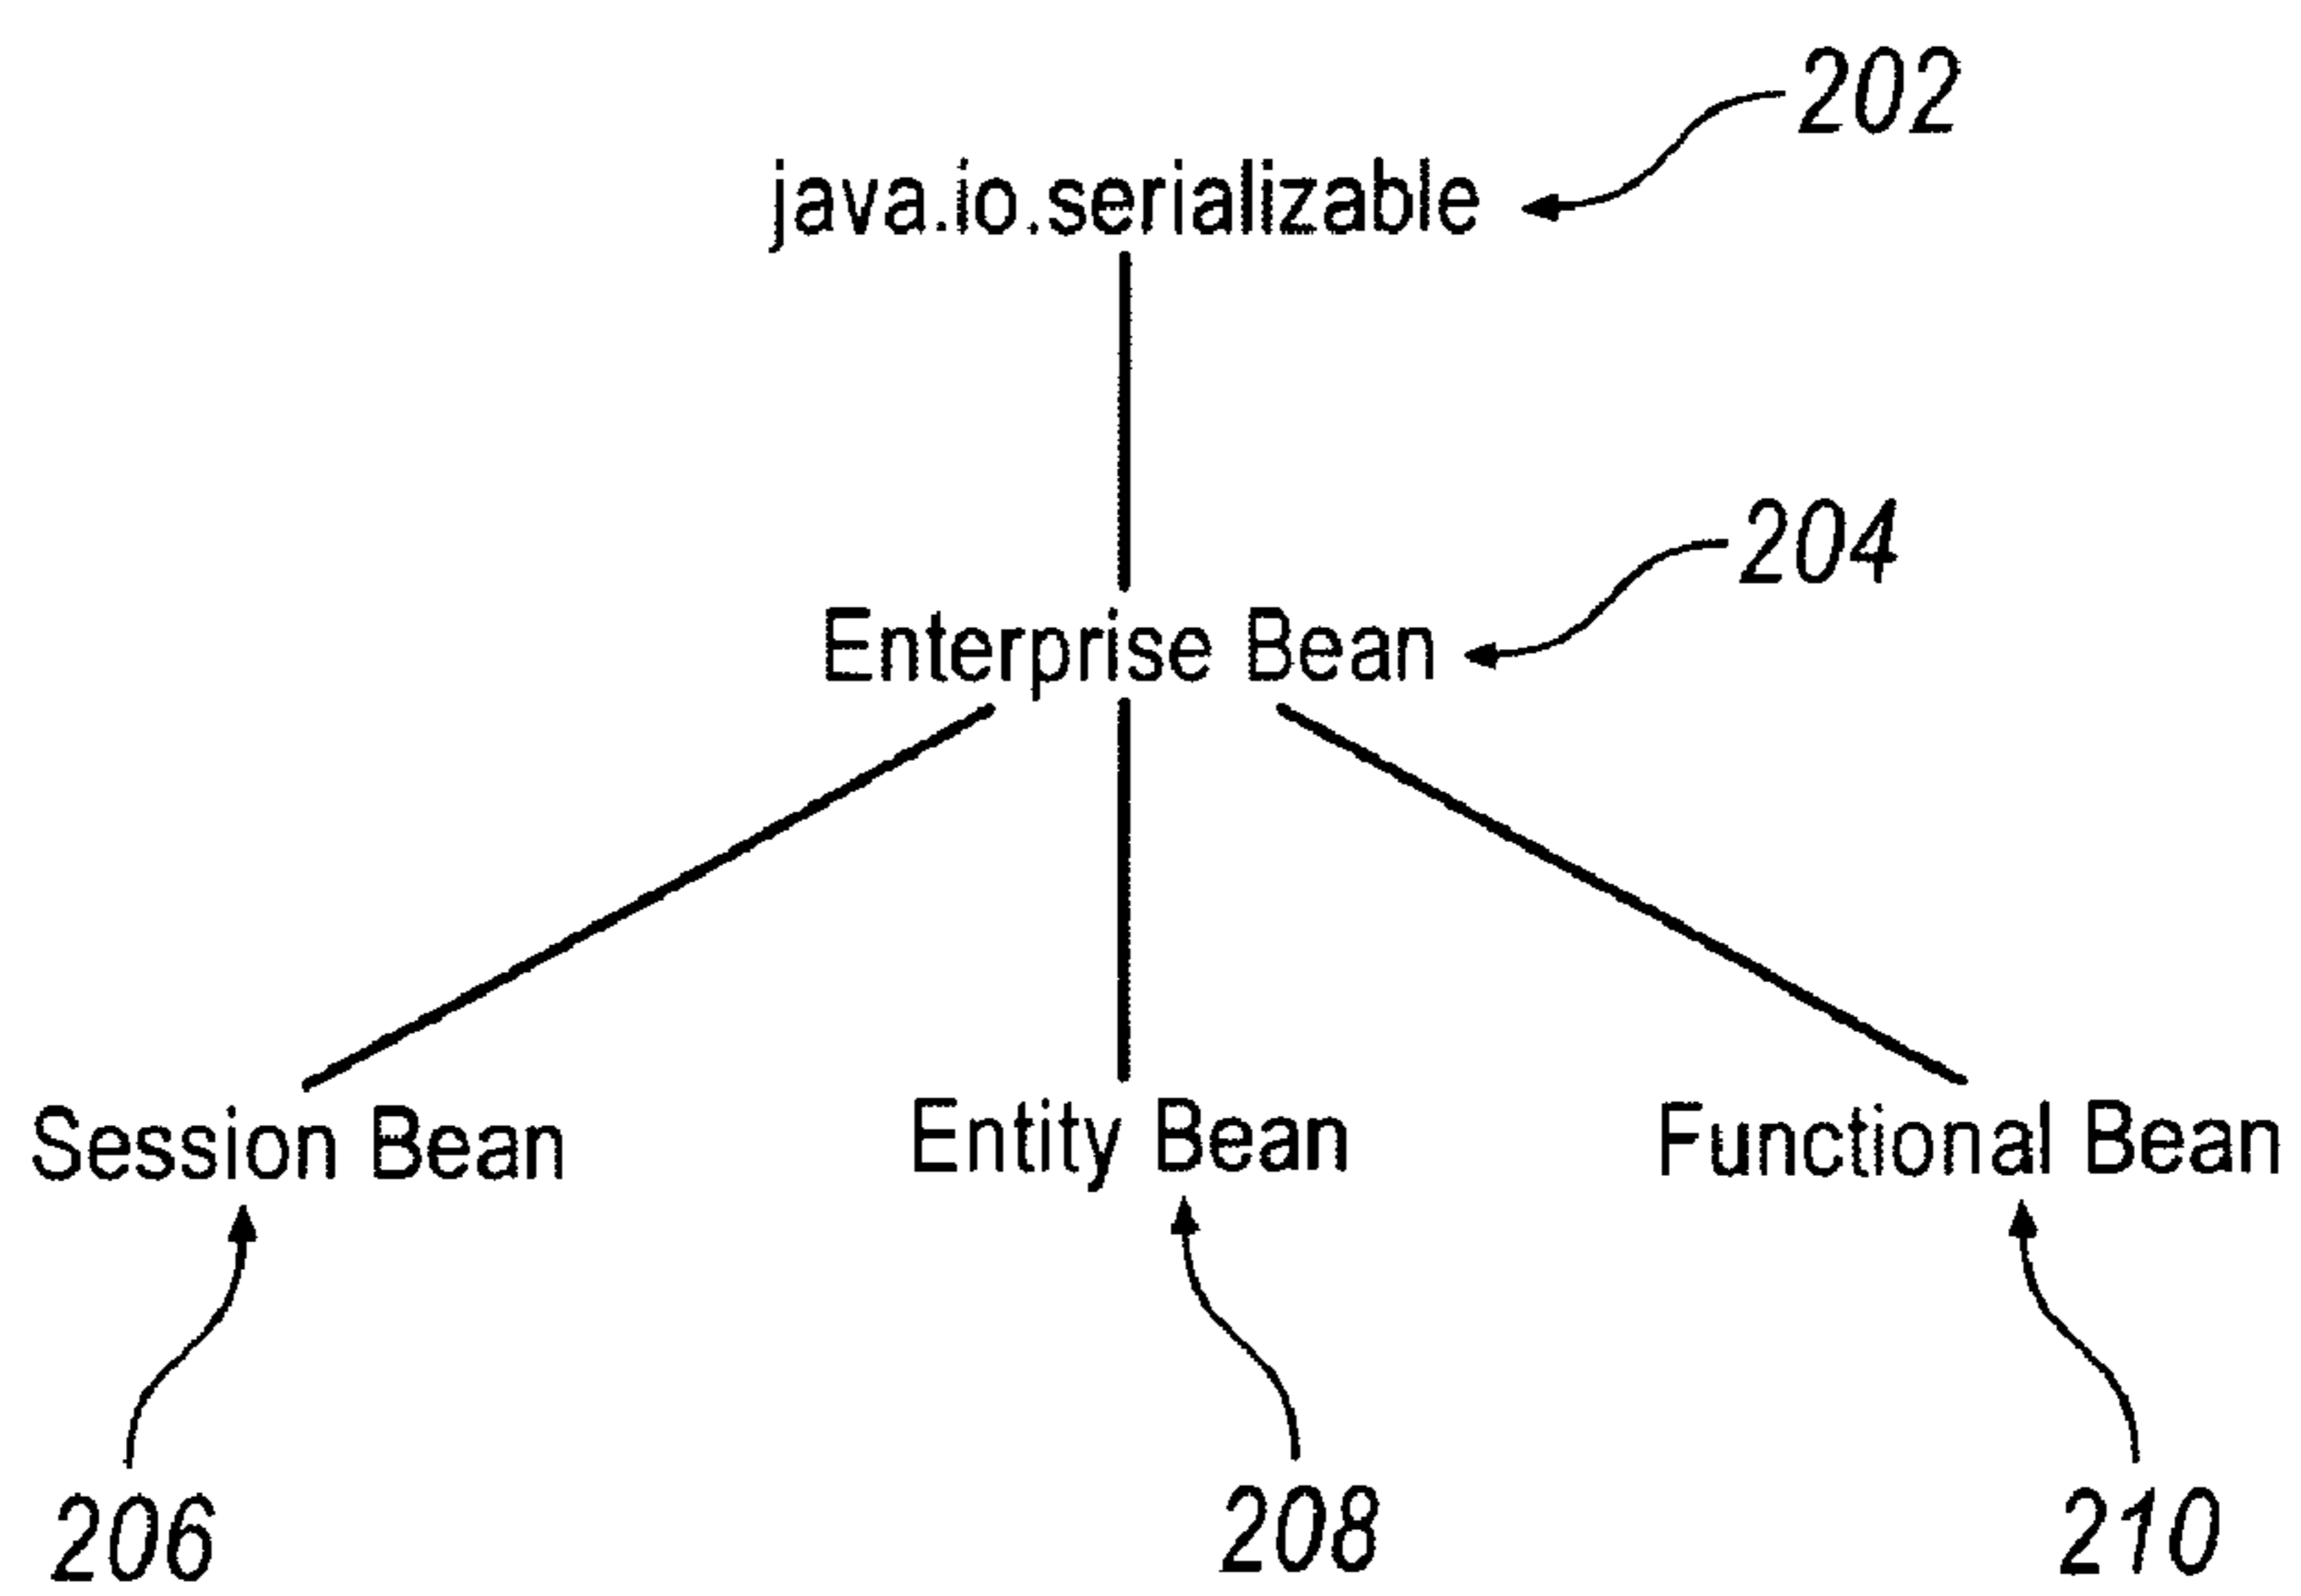 202
java.io.serializable
204
Enterprise Bean
Session Bean Entity Bean Functional Bean
206 208 210